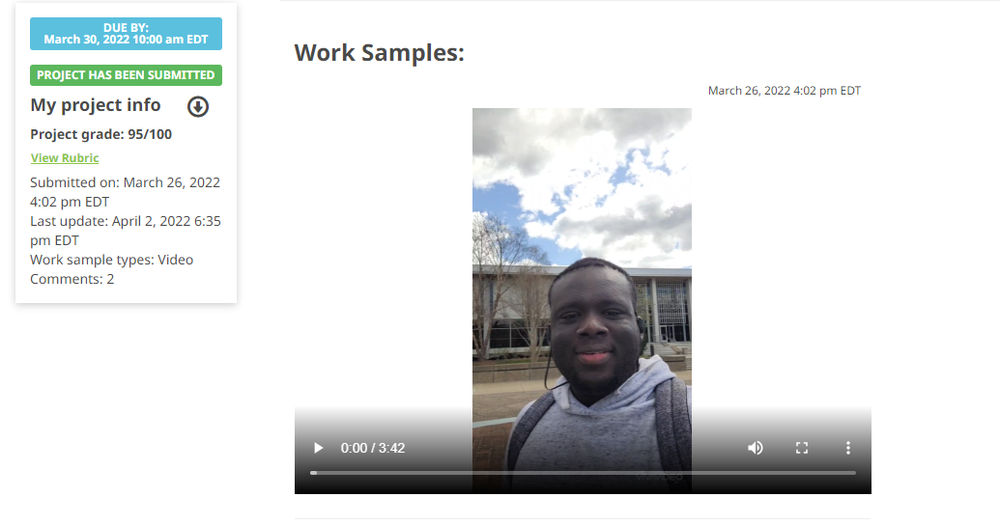 DUE BY:
March 30, 2022 10:00 am EDT
PROJECT HAS BEEN SUBMITTED
My project info
Project grade: 95/100
View Rubric
Submitted on: March 26, 2022
4:02 pm EDT
Last update: April 2, 2022 6:35
pm EDT
Work sample types: Video
Comments: 2
Work Samples:
March 26, 2022 4:02 pm EDT
0:00 / 3:42